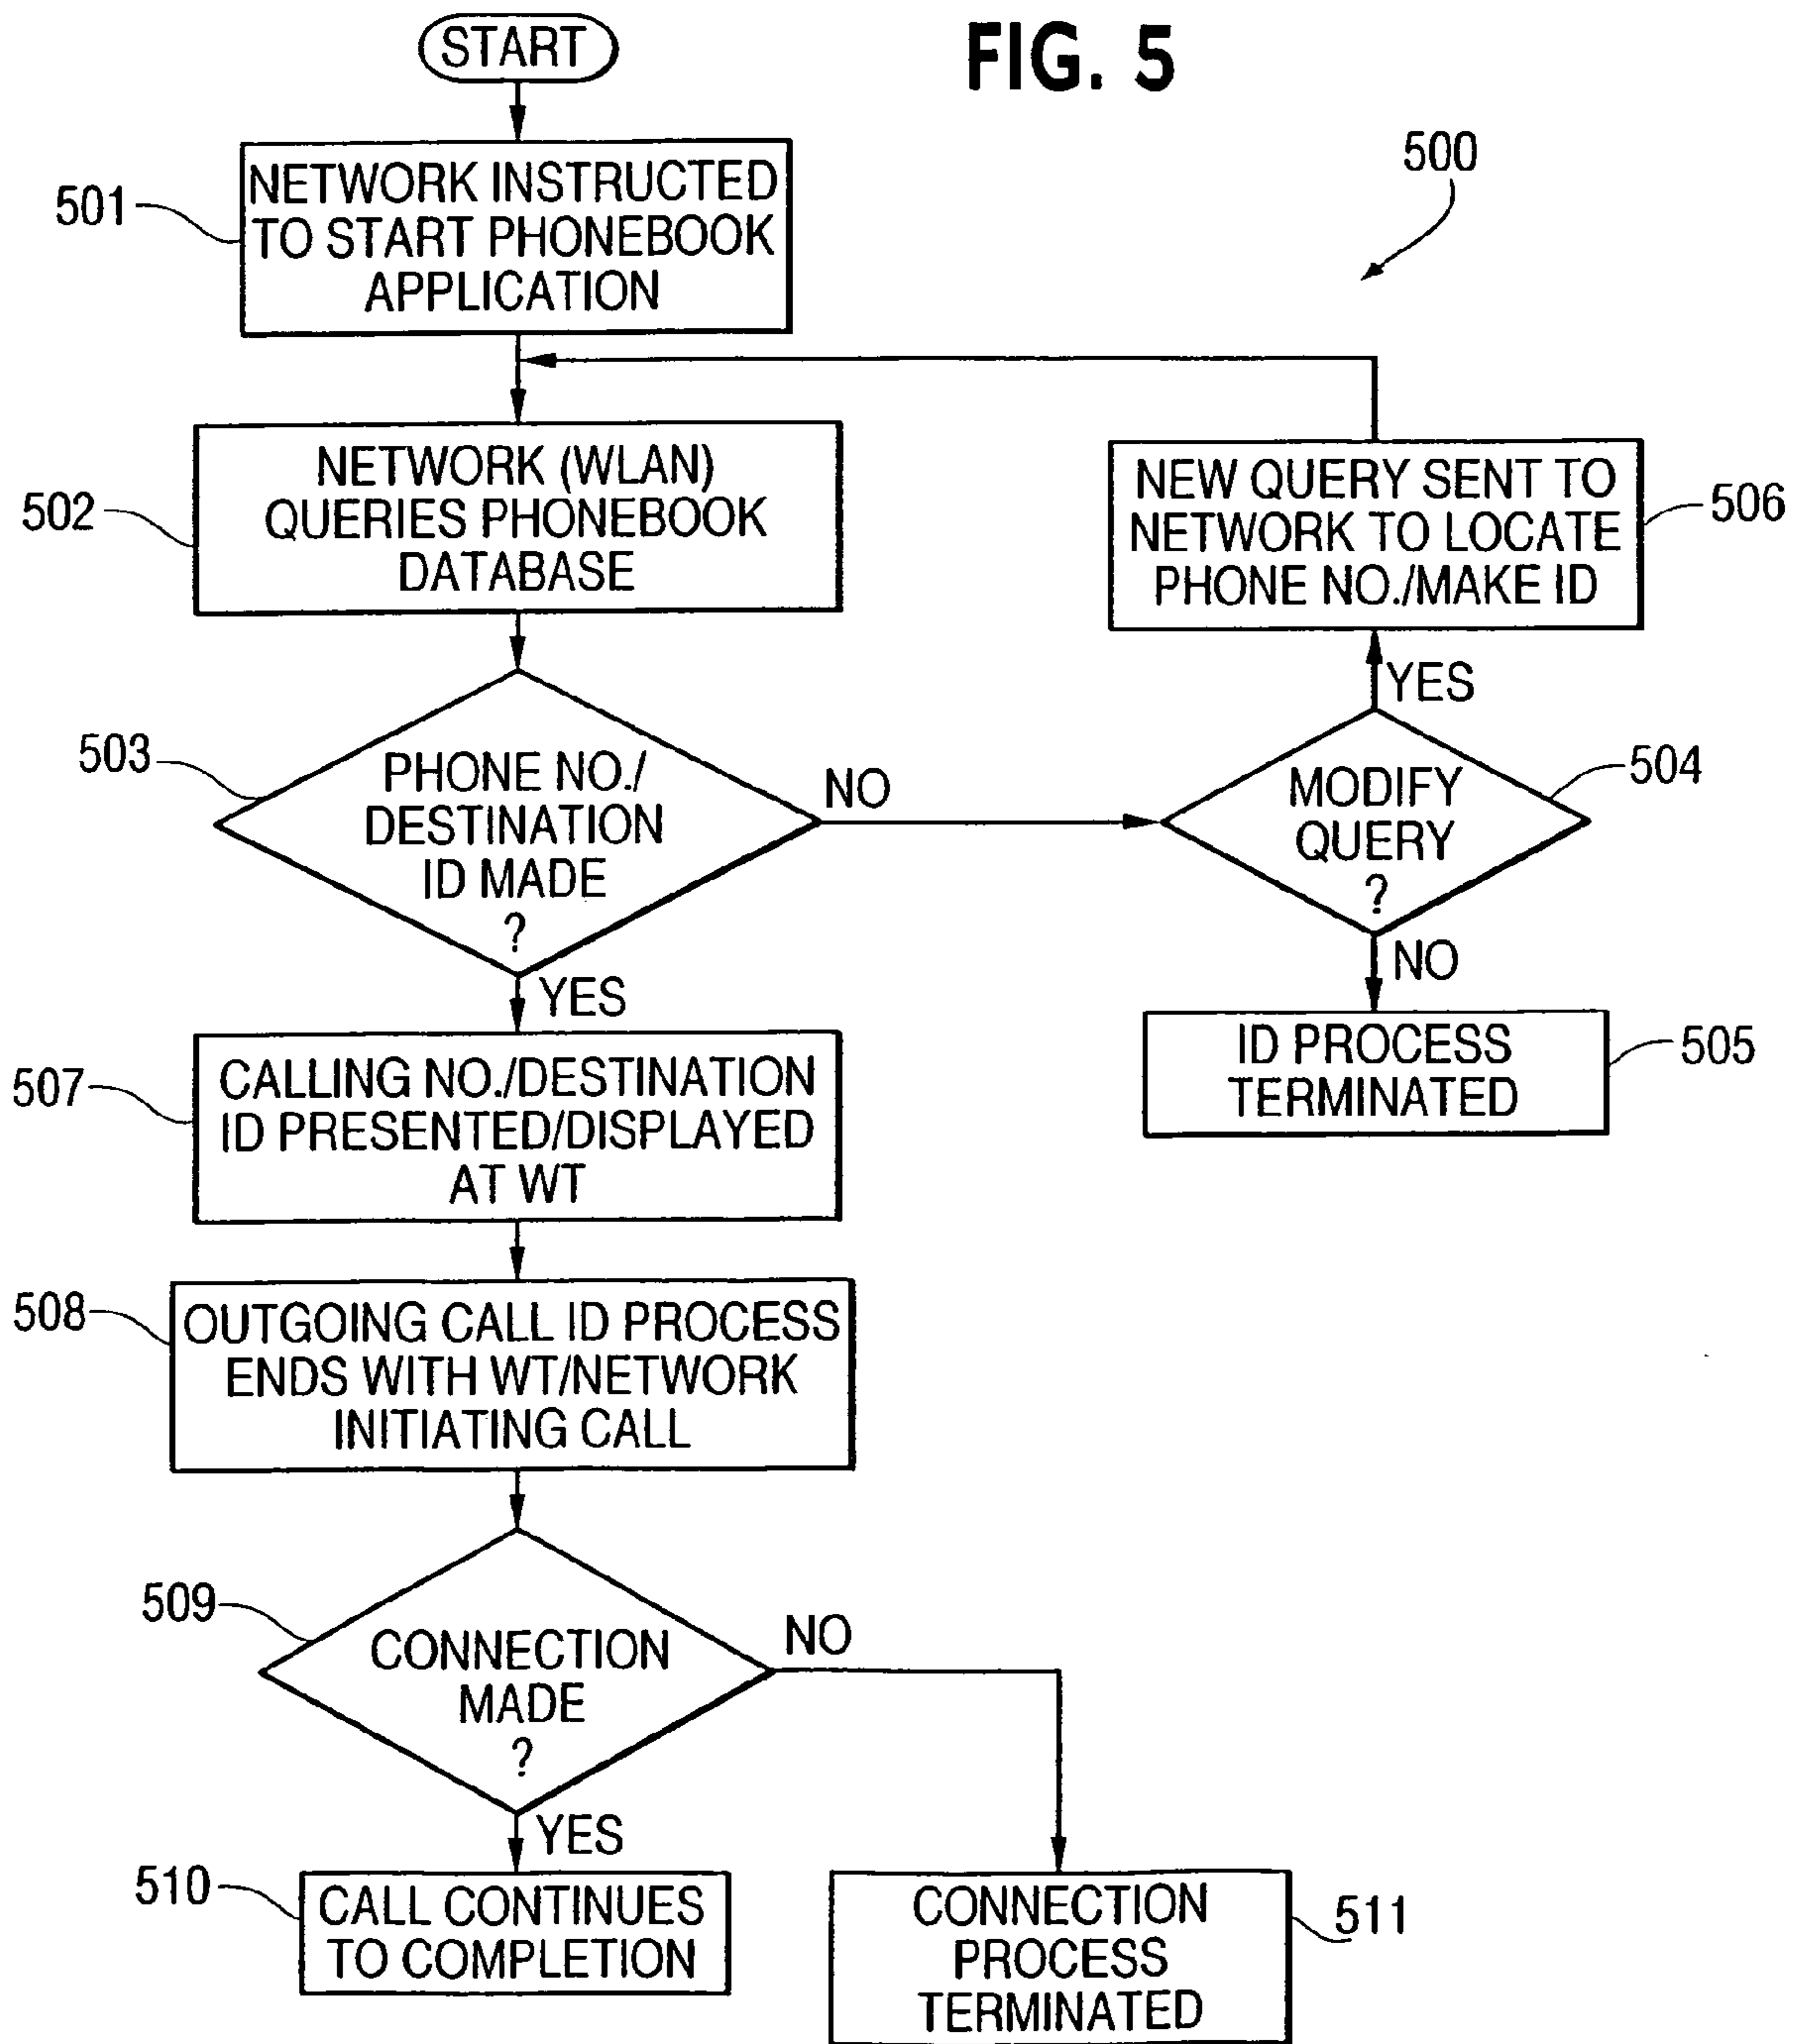 START
FIG. 5
500
501
NETWORK INSTRUCTED
TO START PHONEBOOK
APPLICATION
502
NETWORK (WLAN)
QUERIES PHONEBOOK
DATABASE
NEW QUERY SENT TO
NETWORK TO LOCATE
PHONE NO./MAKE ID
506
YES
503
PHONE NO./
DESTINATION
ID MADE
?
NO
MODIFY
QUERY
?
504
NO
YES
ID PROCESS
TERMINATED
505
507
CALLING NO./DESTINATION
ID PRESENTED/DISPLAYED
AT WT
508
OUTGOING CALL ID PROCESS
ENDS WITH WT/NETWORK
INITIATING CALL
509
CONNECTION
MADE
?
NO
YES
510
CALL CONTINUES
TO COMPLETION
CONNECTION
PROCESS
TERMINATED
511